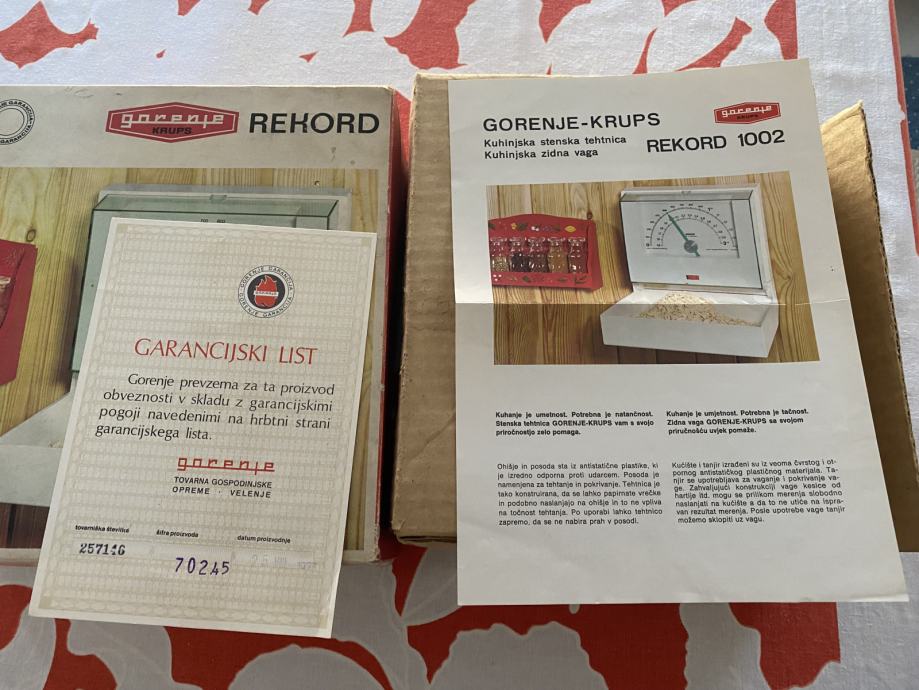 GORENJE GARANCIJA
gorenje
KRUPS
REKORD
GORENJE GARANCIJA
GORENJE GARANCIJA
GARANCIJSKI LIST
Gorenje prevzema za ta proizvod
obveznosti v skladu z garancijskimi
pogoji navedenimi na hrbtni strani
garancijskega lista.
gorenje
TOVARNA GOSPODINJSKE
OPREME · VELENJE
tovarniška številka
šifra proizvoda
datum proizvodnje
257146
70245
GORENJE-KRUPS
gorenje
KRUPS
Kuhinjska stenska tehtnica
Kuhinjska zidna vaga
REKORD 1002
Kuhanje je umetnost. Potrebna je natančnost.
Stenska tehtnica GORENJE-KRUPS vam s svojo
priročnostjo zelo pomaga.
Kuhanje je umjetnost. Potrebna je tačnost.
Zidna vaga GORENJE-KRUPS sa svojom
priručnošću uvjek pomaže.
Ohišje in posoda sta iz antistatične plastike, ki
je izredno odporna proti udarcem. Posoda je
namenjena za tehtanje in pokrivanje. Tehtnica je
tako konstruirana, da se lahko papirnate vrečke
in podobno naslanjajo na ohišje in to ne vpliva
na točnost tehtanja. Po uporabi lahko tehtnico
zapremo, da se ne nabira prah v posodi.
Kućište i tanjir izrađeni su iz veoma čvrstog i ot-
pornog antistatičkog plastičnog materijala. Ta-
njir se upotrebljava za vaganje i pokrivanje va-
ge. Zahvaljujući konstrukciji vage kesice od
hartije itd. mogu se prilikom merenja slobodno
naslanjati na kućište a da to ne utiče na ispra-
van rezultat merenja. Posle upotrebe vage tanjir
možemo sklopiti uz vagu.